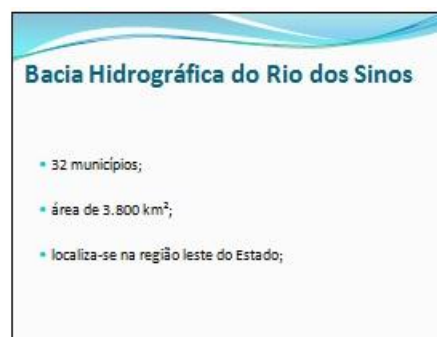 Bacia Hidrográfica do Rio dos Sinos
32 municípios;
área de 3.800 km²;
localiza-se na região leste do Estado;